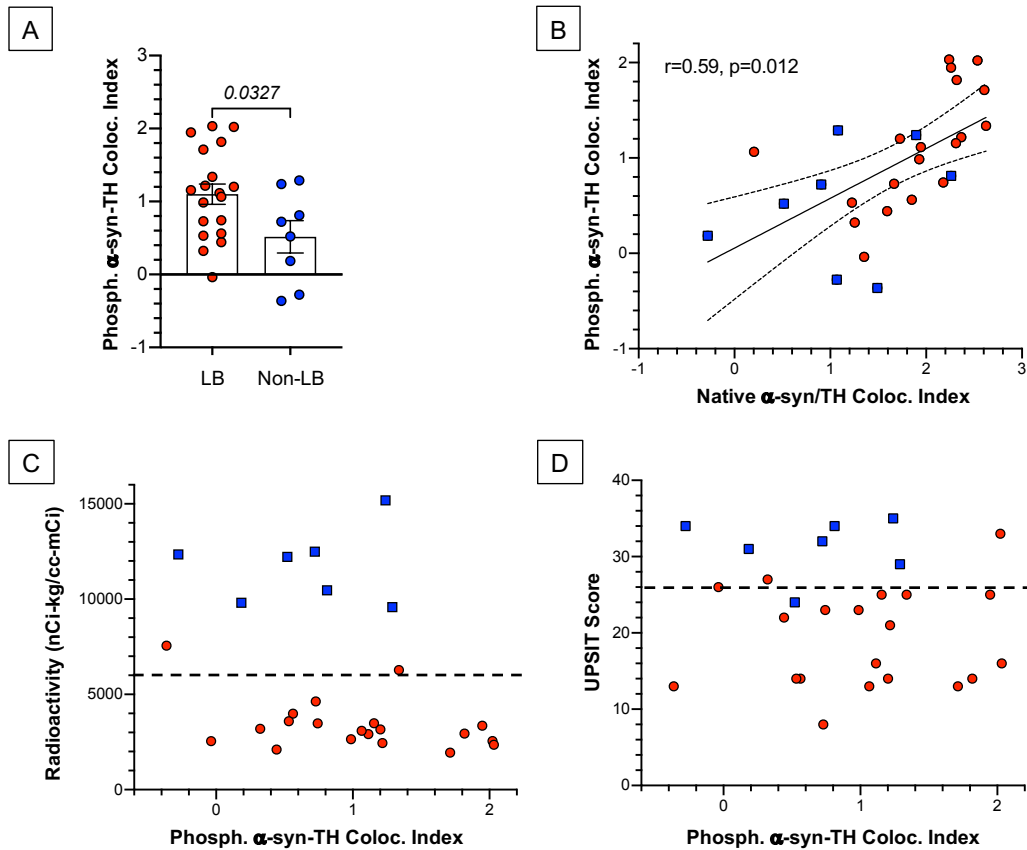 A
Phosph. α-syn-TH Coloc. Index
3
2
1
0
-1
0.0327
LB
Non-LB
B
Phosph. α-syn-TH Coloc. Index
2
1
0
-1
r=0.59, p=0.012
-1
0
1
2
3
Native α-syn/TH Coloc. Index
C
Radioactivity (nCi-kg/cc-mCi)
15000
10000
5000
0
0
1
2
Phosph. α-syn-TH Coloc. Index
D
UPSIT Score
40
30
20
10
0
0
1
2
Phosph. α-syn-TH Coloc. Index